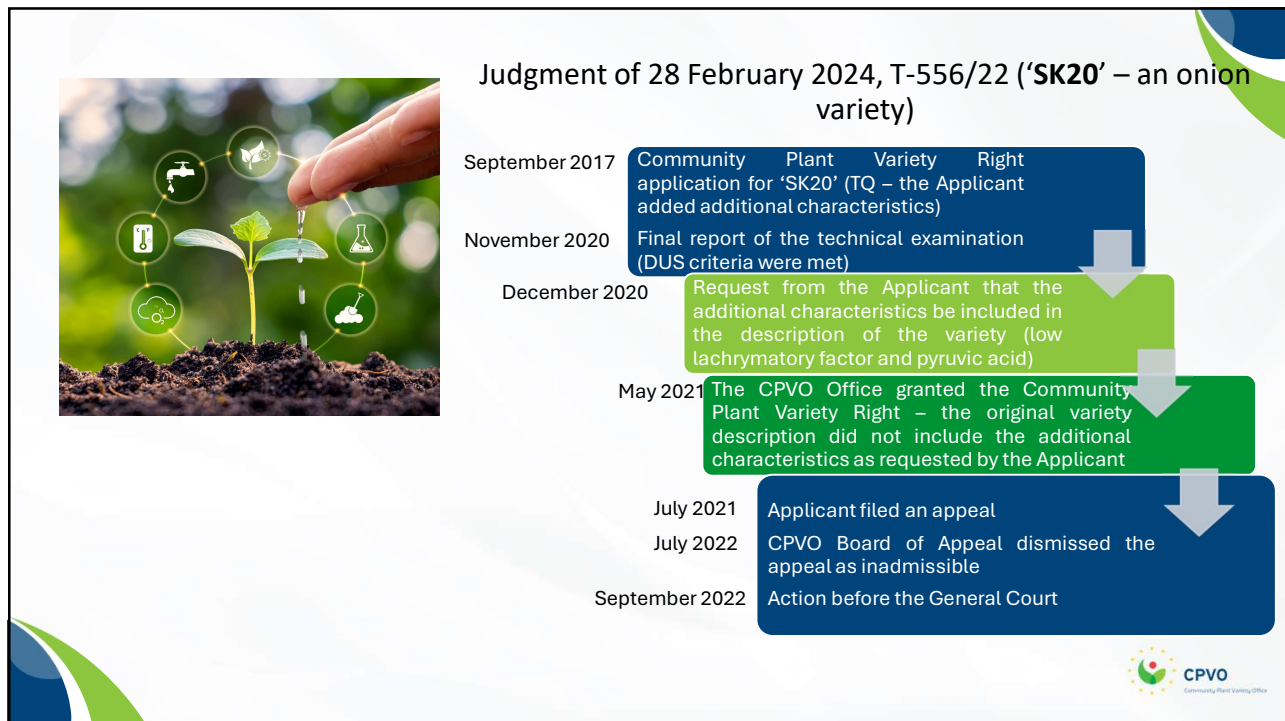 Judgment of 28 February 2024, T-556/22 (‘SK20’ – an onion
variety)
September 2017
Community Plant Variety Right
application for ‘SK20’ (TQ – the Applicant
added additional characteristics)
November 2020
Final report of the technical examination
(DUS criteria were met)
December 2020
Request from the Applicant that the
additional characteristics be included in
the description of the variety (low
lachrymatory factor and pyruvic acid)
May 2021
The CPVO Office granted the Community
Plant Variety Right – the original variety
description did not include the additional
characteristics as requested by the Applicant
July 2021
Applicant filed an appeal
July 2022
CPVO Board of Appeal dismissed the
appeal as inadmissible
September 2022
Action before the General Court
°C °F
O₂
CPVO
Community Plant Variety Office